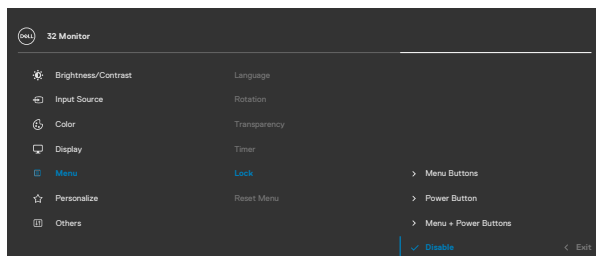 DELL 32 Monitor
Brightness/Contrast Language
Input Source Rotation
Color Transparency
Display Timer
Menu Lock > Menu Buttons
Personalize Reset Menu > Power Button
Others > Menu + Power Buttons
✓ Disable < Exit